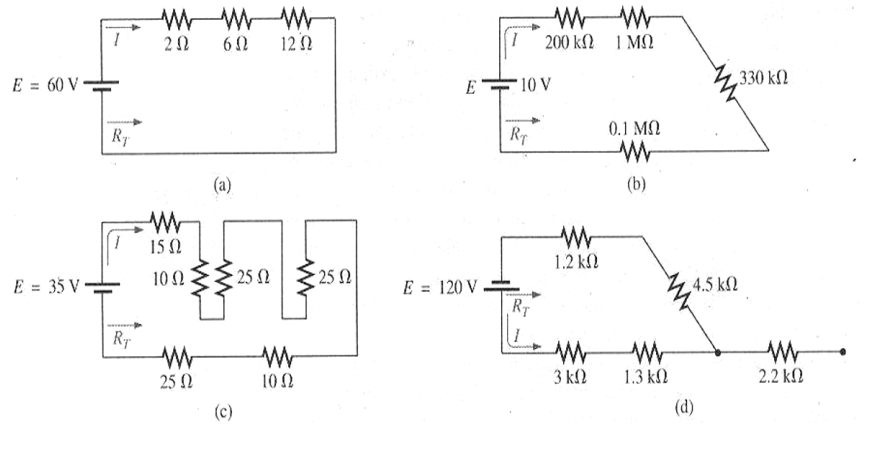 I
2 Ω
6 Ω
12 Ω
E = 60 V
R_T
(a)
I
200 kΩ
1 MΩ
330 kΩ
E
10 V
R_T
0.1 MΩ
(b)
I
15 Ω
10 Ω
25 Ω
25 Ω
E = 35 V
R_T
25 Ω
10 Ω
(c)
1.2 kΩ
4.5 kΩ
E = 120 V
R_T
I
3 kΩ
1.3 kΩ
2.2 kΩ
(d)